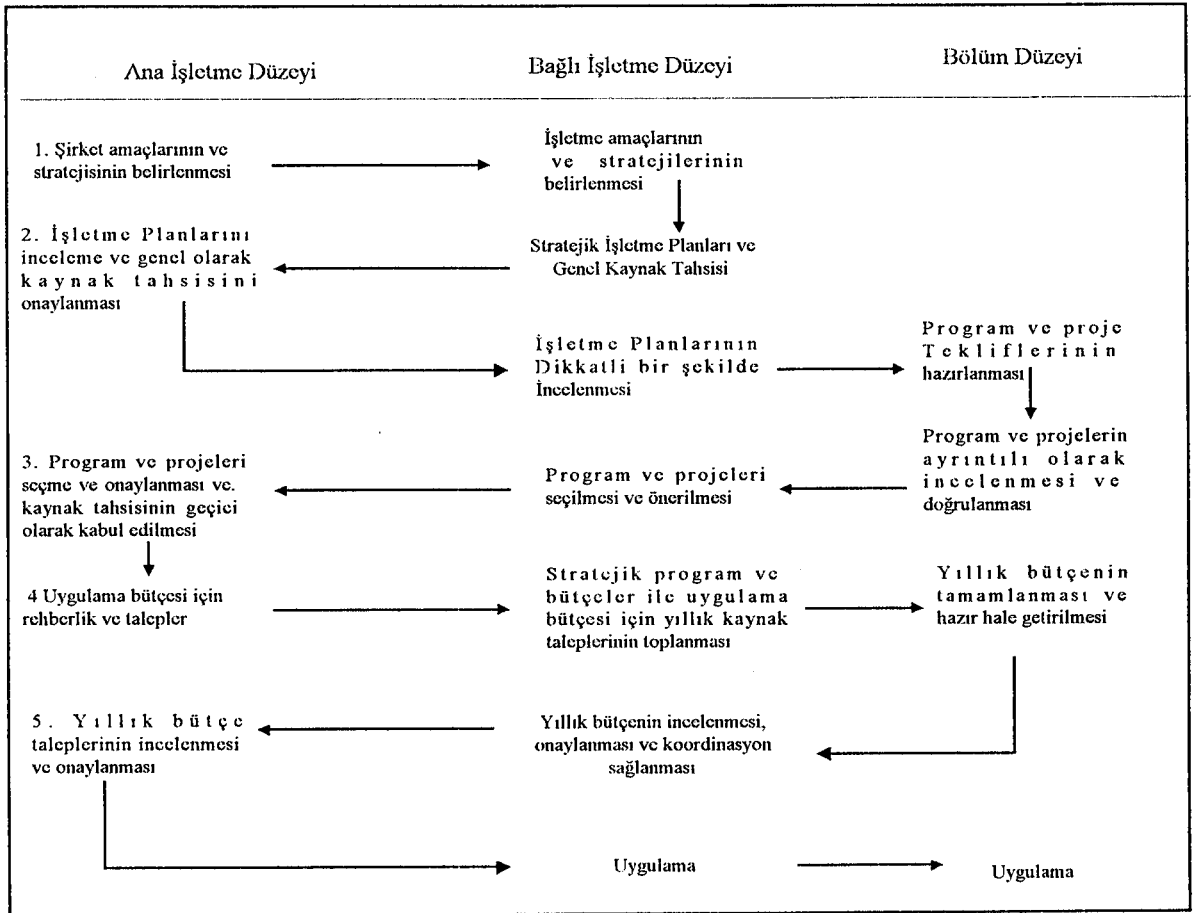 Ana İşletme Düzeyi
Bağlı İşletme Düzeyi
Bölüm Düzeyi
1. Şirket amaçlarının ve
stratejisinin belirlenmesi
İşletme amaçlarının
ve stratejilerinin
belirlenmesi
2. İşletme Planlarını
inceleme ve genel olarak
kaynak tahsisini
onaylanması
Stratejik İşletme Planları ve
Genel Kaynak Tahsisi
İşletme Planlarının
Dikkatli bir şekilde
İncelenmesi
Program ve proje
Tekliflerinin
hazırlanması
3. Program ve projeleri
seçme ve onaylanması ve.
kaynak tahsisinin geçici
olarak kabul edilmesi
Program ve projeleri
seçilmesi ve önerilmesi
Program ve projelerin
ayrıntılı olarak
incelenmesi ve
doğrulanması
4 Uygulama bütçesi için
rehberlik ve talepler
Stratejik program ve
bütçeler ile uygulama
bütçesi için yıllık kaynak
taleplerinin toplanması
Yıllık bütçenin
tamamlanması ve
hazır hale getirilmesi
5. Yıllık bütçe
taleplerinin incelenmesi
ve onaylanması
Yıllık bütçenin incelenmesi,
onaylanması ve koordinasyon
sağlanması
Uygulama
Uygulama